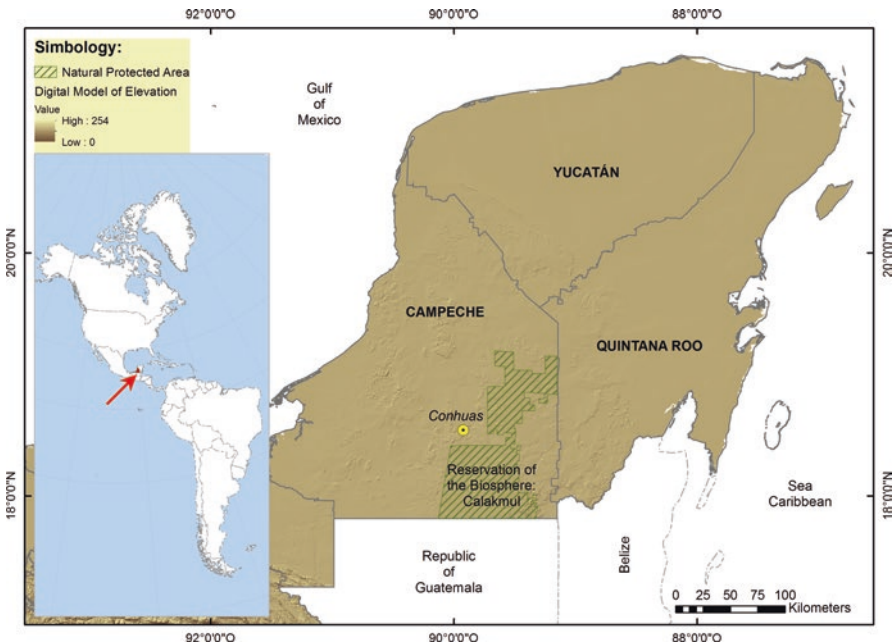 92°0'0"O
90°0'0"O
88°0'0"O
Simbology:
Natural Protected Area
Digital Model of Elevation
Value
High : 254
Low : 0
Gulf
of
Mexico
YUCATÁN
20°0'0"N
20°0'0"N
CAMPECHE
QUINTANA ROO
Conhuas
Reservation of
the Biosphere:
Calakmul
Sea
Caribbean
18°0'0"N
18°0'0"N
Republic
of
Guatemala
Belize
0 12.5 25 50 75 100
Kilometers
92°0'0"O
90°0'0"O
88°0'0"O